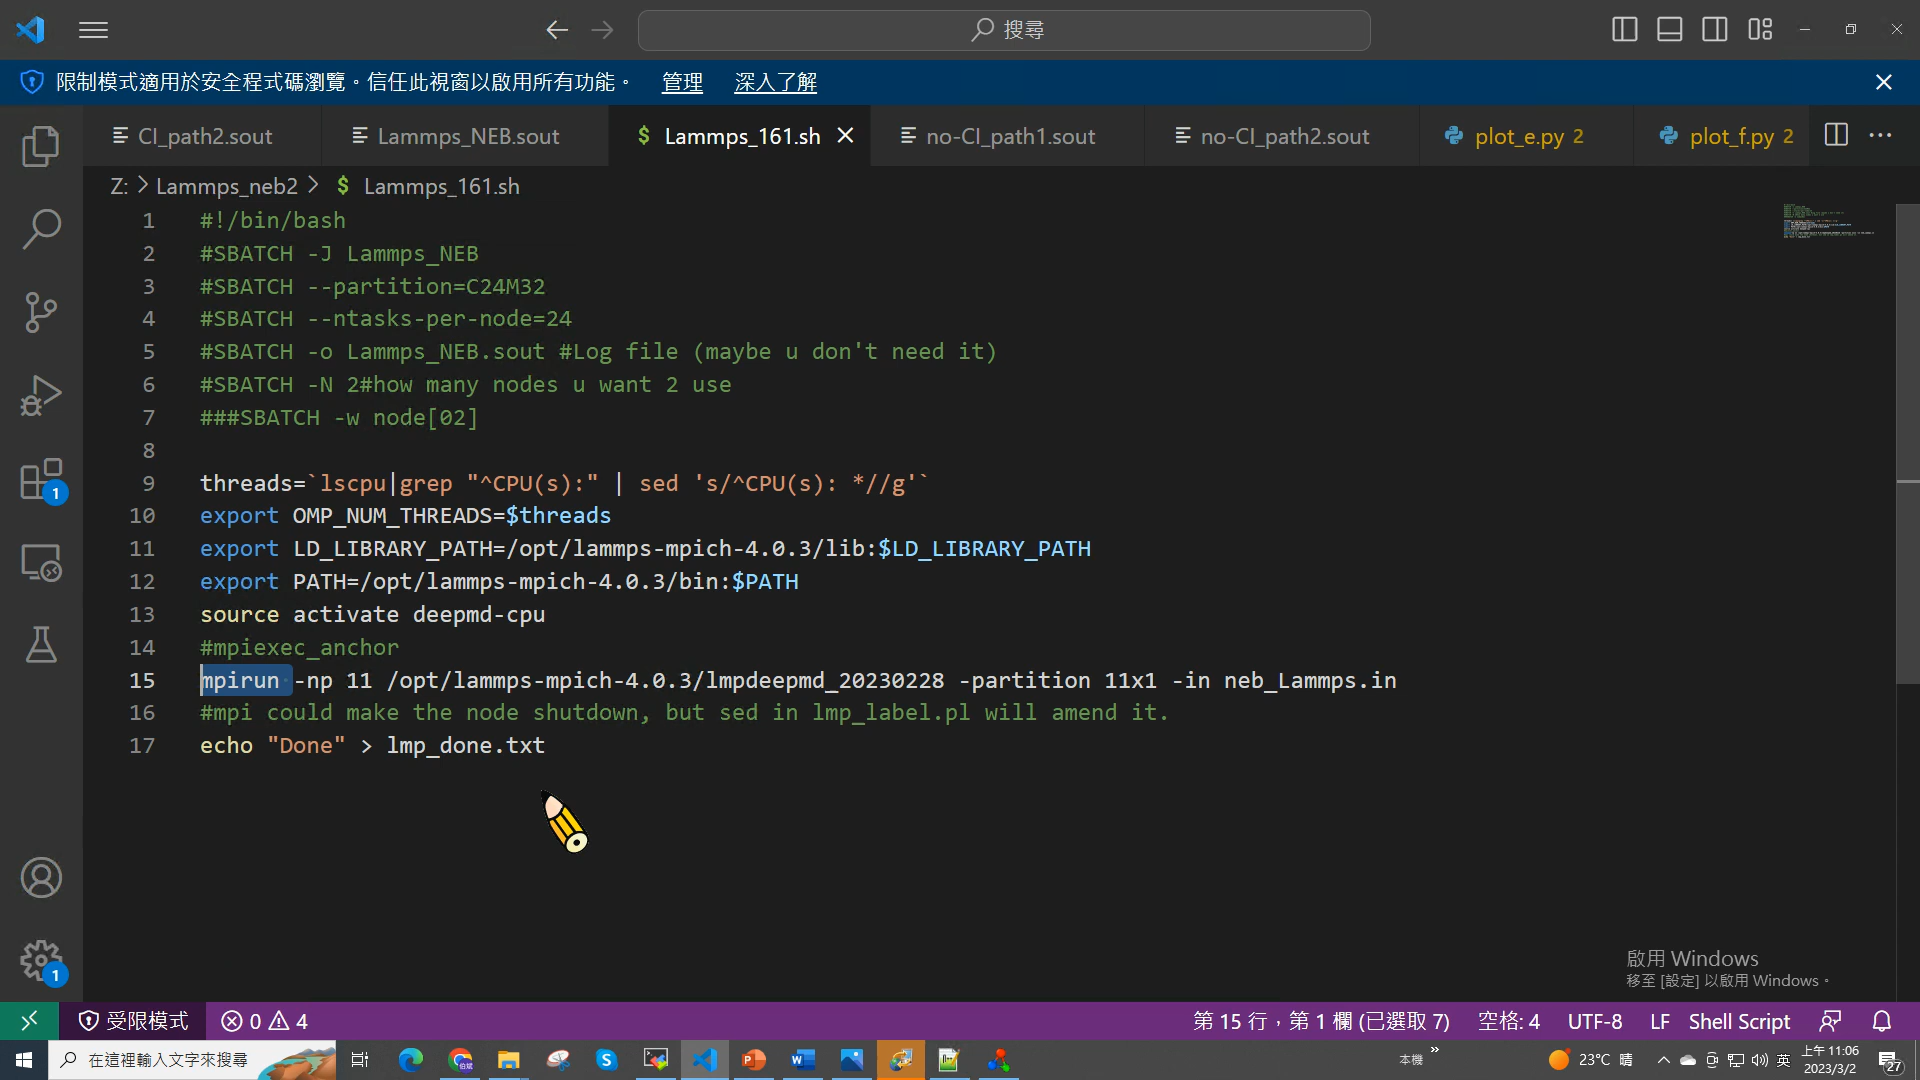 搜尋
限制模式適用於安全程式碼瀏覽。信任此視窗以啟用所有功能。 管理 深入了解
CI_path2.sout Lammps_NEB.sout $ Lammps_161.sh no-CI_path1.sout no-CI_path2.sout plot_e.py 2 plot_f.py 2
Z: > Lammps_neb2 > $ Lammps_161.sh
1 #!/bin/bash
2 #SBATCH -J Lammps_NEB
3 #SBATCH --partition=C24M32
4 #SBATCH --ntasks-per-node=24
5 #SBATCH -o Lammps_NEB.sout #Log file (maybe u don't need it)
6 #SBATCH -N 2#how many nodes u want 2 use
7 ###SBATCH -w node[02]
8
9 threads=`lscpu|grep "^CPU(s):" | sed 's/^CPU(s): *//g'`
10 export OMP_NUM_THREADS=$threads
11 export LD_LIBRARY_PATH=/opt/lammps-mpich-4.0.3/lib:$LD_LIBRARY_PATH
12 export PATH=/opt/lammps-mpich-4.0.3/bin:$PATH
13 source activate deepmd-cpu
14 #mpiexec_anchor
15 mpirun -np 11 /opt/lammps-mpich-4.0.3/lmpdeepmd_20230228 -partition 11x1 -in neb_Lammps.in
16 #mpi could make the node shutdown, but sed in lmp_label.pl will amend it.
17 echo "Done" > lmp_done.txt
1
1
啟用 Windows
移至 [設定] 以啟用 Windows。
受限模式 0 4 第 15 行，第 1 欄 (已選取 7) 空格: 4 UTF-8 LF Shell Script
在這裡輸入文字來搜尋 本機 » 23°C 晴 英 上午 11:06
2023/3/2 27